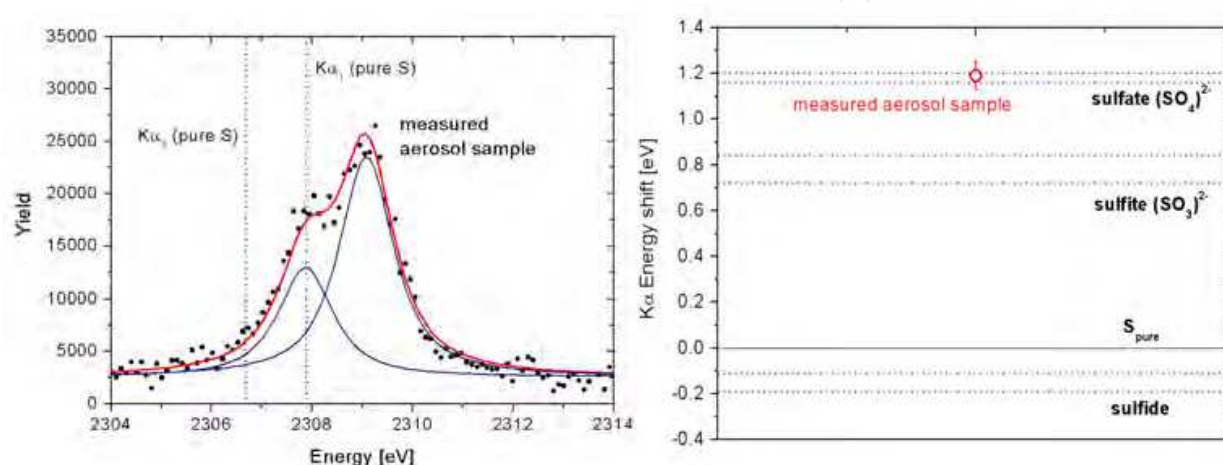 35000
30000
25000
20000
15000
10000
5000
0
Yield
Kα₁ (pure S)
measured
aerosol sample
2304
2306
2308
2310
2312
2314
Energy [eV]
1.4
1.2
1.0
0.8
0.6
0.4
0.2
0.0
-0.2
-0.4
Kα Energy shift [eV]
measured aerosol sample
sulfate (SO₄)²⁻
sulfite (SO₃)²⁻
S pure
sulfide